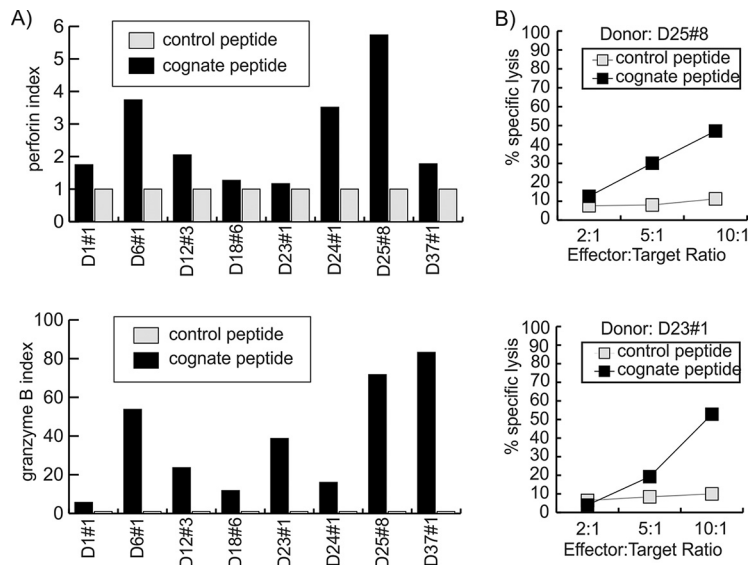 A)
control peptide
cognate peptide
perforin index
6
5
4
3
2
1
0
D1#1
D6#1
D12#3
D18#6
D23#1
D24#1
D25#8
D37#1
control peptide
cognate peptide
granzyme B index
100
80
60
40
20
0
D1#1
D6#1
D12#3
D18#6
D23#1
D24#1
D25#8
D37#1
B)
Donor: D25#8
control peptide
cognate peptide
% specific lysis
100
90
80
70
60
50
40
30
20
10
0
2:1
5:1
10:1
Effector:Target Ratio
Donor: D23#1
control peptide
cognate peptide
% specific lysis
100
90
80
70
60
50
40
30
20
10
0
2:1
5:1
10:1
Effector:Target Ratio